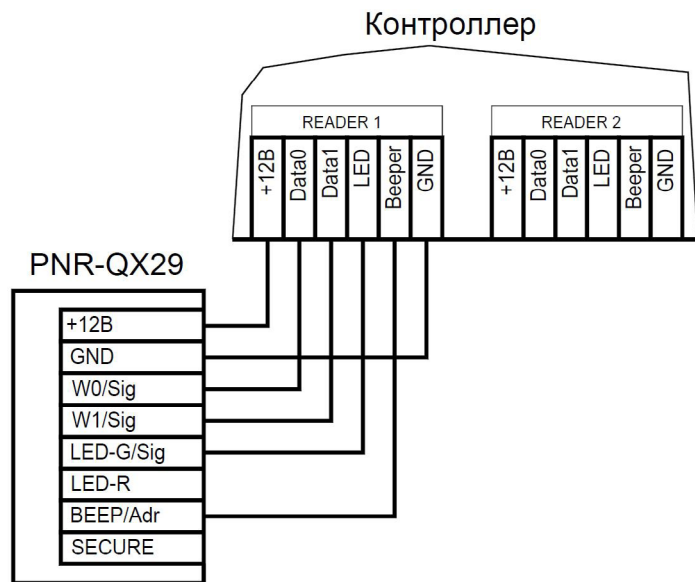 Контроллер
READER 1
READER 2
+12В
Data0
Data1
LED
Beeper
GND
+12В
Data0
Data1
LED
Beeper
GND
PNR-QX29
+12В
GND
W0/Sig
W1/Sig
LED-G/Sig
LED-R
BEEP/Adr
SECURE